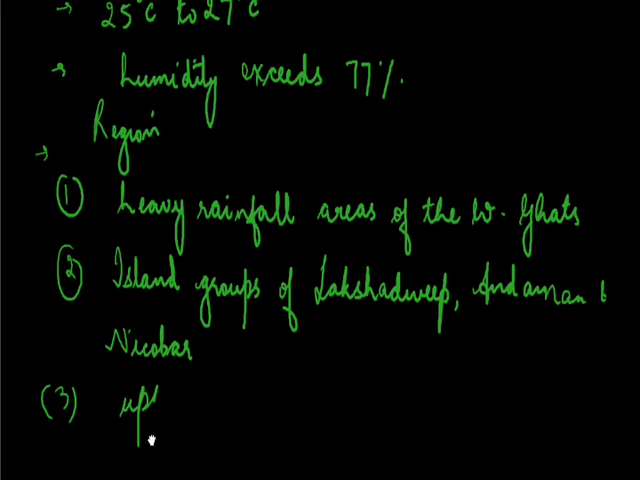 → 25°C to 27°C
→ humidity exceeds 77%.
Region
→
① heavy rainfall areas of the W. Ghats
② Island groups of Lakshadweep, Andaman &
Nicobar
(3) up